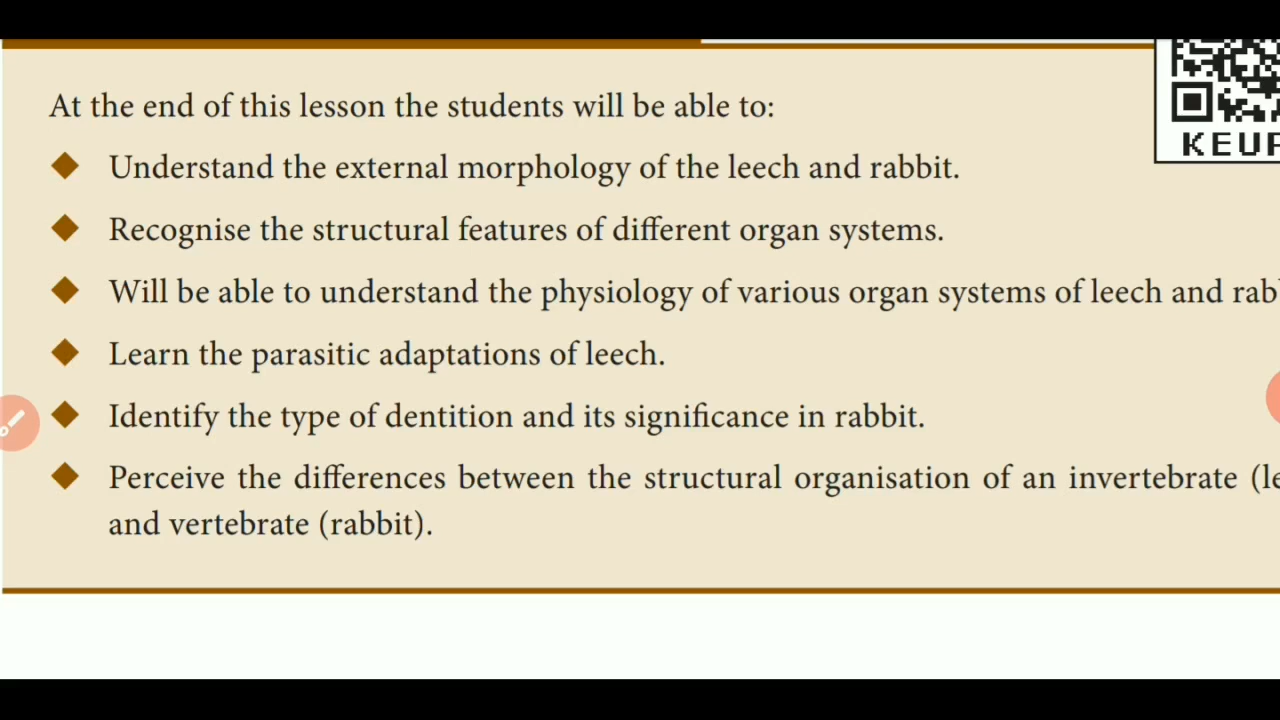 At the end of this lesson the students will be able to:
Understand the external morphology of the leech and rabbit.
Recognise the structural features of different organ systems.
Will be able to understand the physiology of various organ systems of leech and
Learn the parasitic adaptations of leech.
Identify the type of dentition and its significance in rabbit.
Perceive the differences between the structural organisation of an invertebrate
and vertebrate (rabbit).